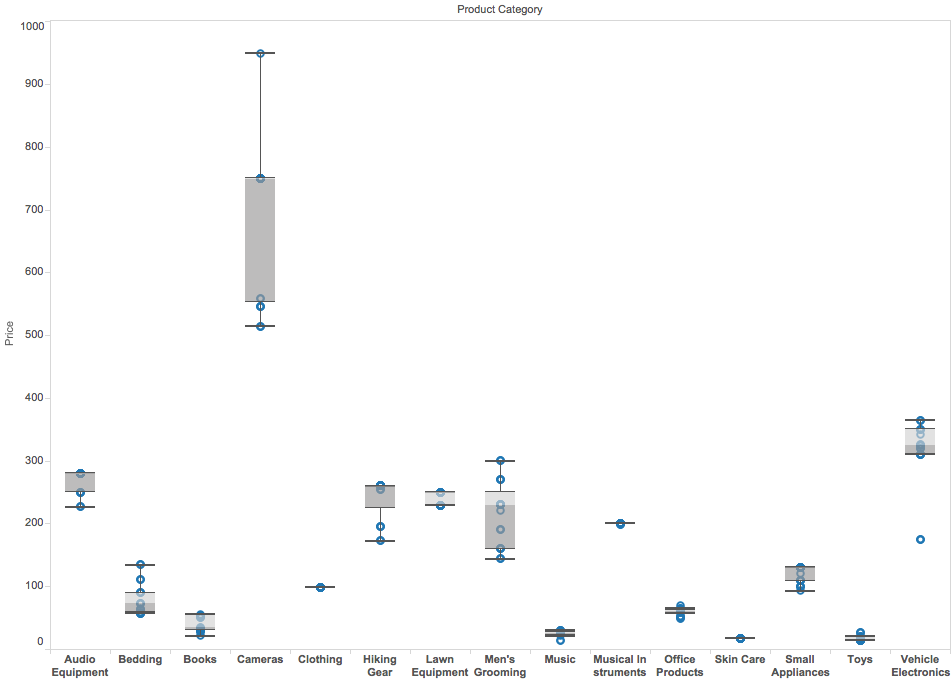 Product Category
1000
900
800
700
600
500
400
300
200
100
0
Price
Audio Bedding Books Cameras Clothing Hiking Lawn Men's Music Musical In Office Skin Care Small Toys Vehicle
Equipment Gear Equipment Grooming struments Products Appliances Electronics